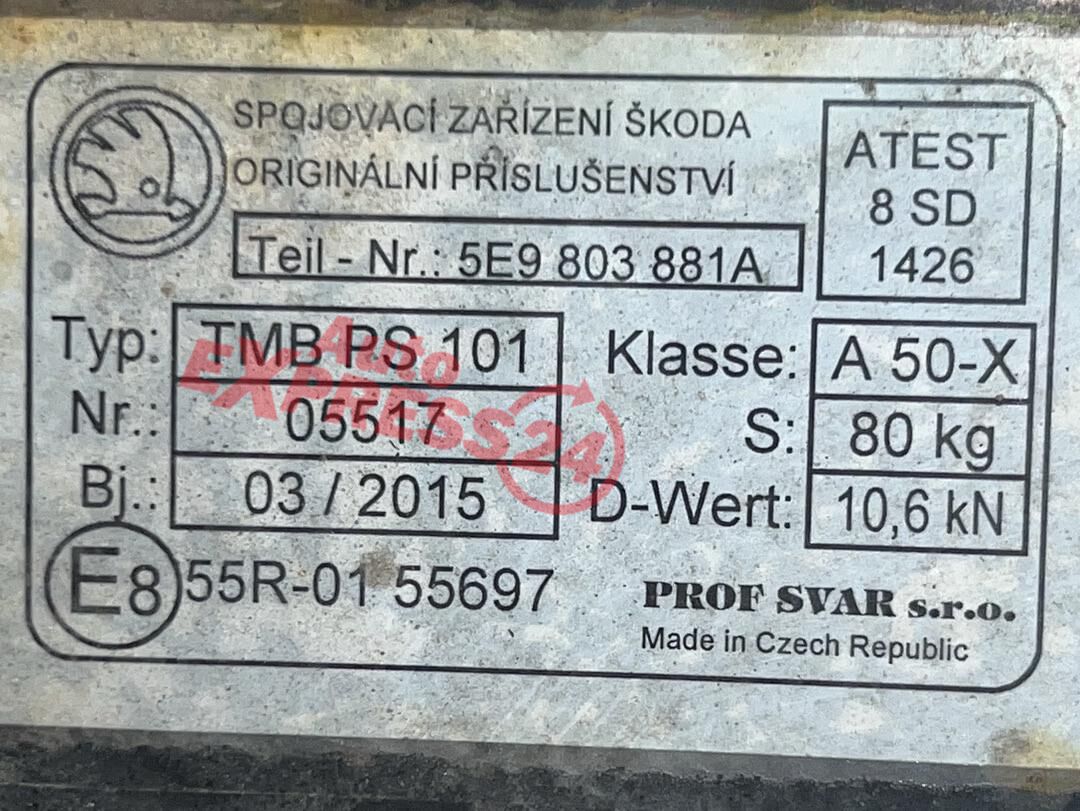 SPOJOVACÍ ZAŘÍZENÍ ŠKODA
ORIGINÁLNÍ PŘÍSLUŠENSTVÍ
Teil - Nr.: 5E9 803 881A
ATEST
8 SD
1426
Typ: TMB PS 101
Klasse: A 50-X
Nr.: 05517
S: 80 kg
Bj.: 03 / 2015
D-Wert: 10,6 kN
E8 55R-01 55697
PROF SVAR s.r.o.
Made in Czech Republic
Auto
EXPRESS24